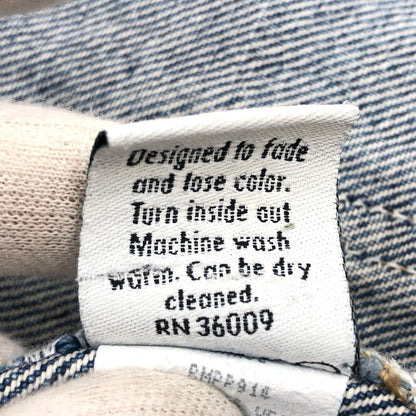 Designed to fade
and lose color.
Turn inside out
Machine wash
warm. Can be dry
cleaned.
RN 36009